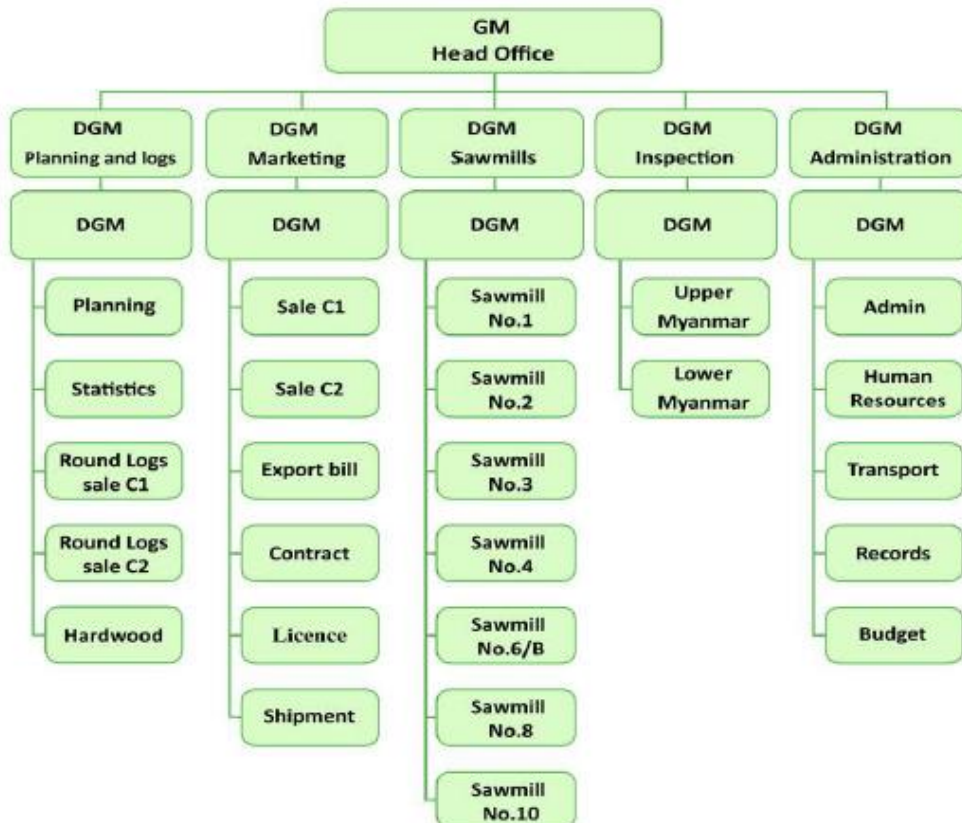 GM
Head Office
DGM
Planning and logs
DGM
Marketing
DGM
Sawmills
DGM
Inspection
DGM
Administration
DGM
DGM
DGM
DGM
DGM
Planning
Statistics
Round Logs
sale C1
Round Logs
sale C2
Hardwood
Sale C1
Sale C2
Export bill
Contract
Licence
Shipment
Sawmill
No.1
Sawmill
No.2
Sawmill
No.3
Sawmill
No.4
Sawmill
No.6/B
Sawmill
No.8
Sawmill
No.10
Upper
Myanmar
Lower
Myanmar
Admin
Human
Resources
Transport
Records
Budget